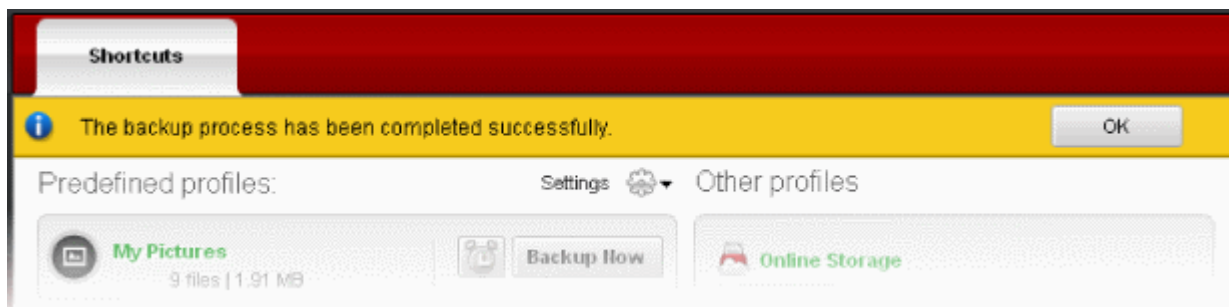 Shortcuts
The backup process has been completed successfully.
OK
Predefined profiles:
Settings
Other profiles
My Pictures
9 files | 1.91 MB
Backup Now
Online Storage